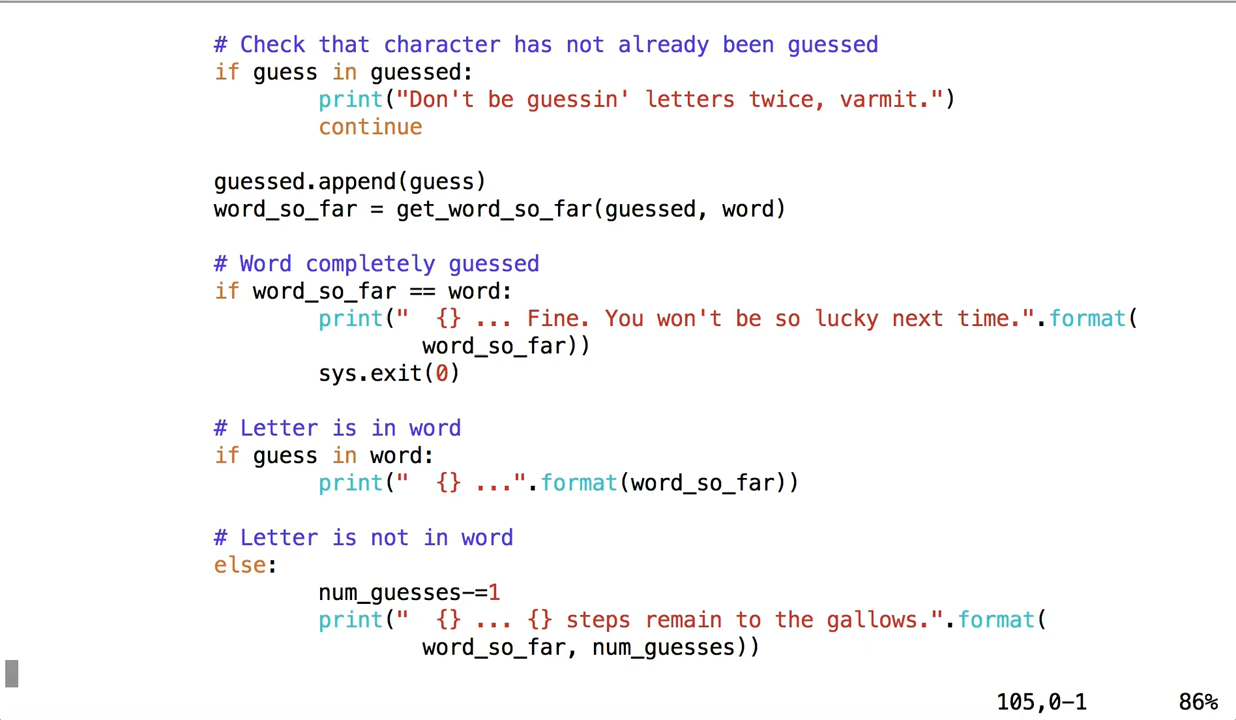 # Check that character has not already been guessed
if guess in guessed:
print("Don't be guessin' letters twice, varmit.")
continue
guessed.append(guess)
word_so_far = get_word_so_far(guessed, word)
# Word completely guessed
if word_so_far == word:
print("  {} ... Fine. You won't be so lucky next time.".format(
word_so_far))
sys.exit(0)
# Letter is in word
if guess in word:
print("  {} ...".format(word_so_far))
# Letter is not in word
else:
num_guesses-=1
print("  {} ... {} steps remain to the gallows.".format(
word_so_far, num_guesses))
105,0-1 86%